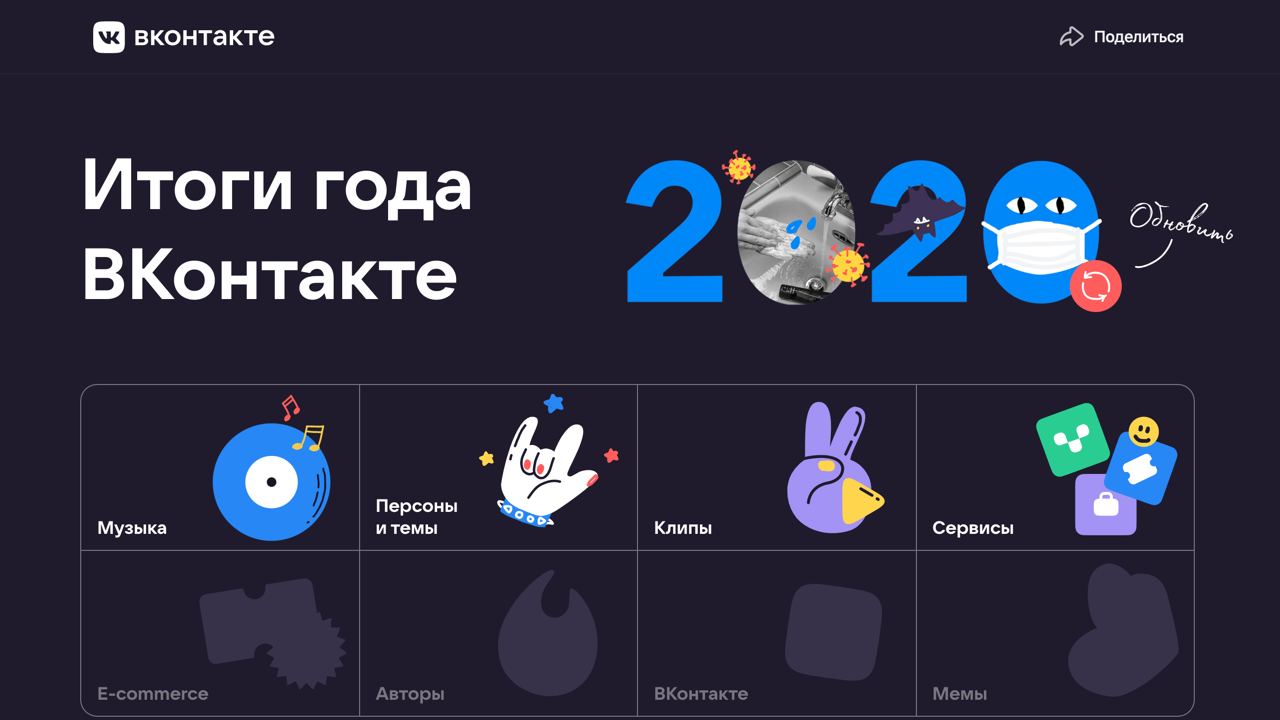 вконтакте
Поделиться
Итоги года
ВКонтакте
2020
Обновить
Музыка
Персоны
и темы
Клипы
Сервисы
E-commerce
Авторы
ВКонтакте
Мемы